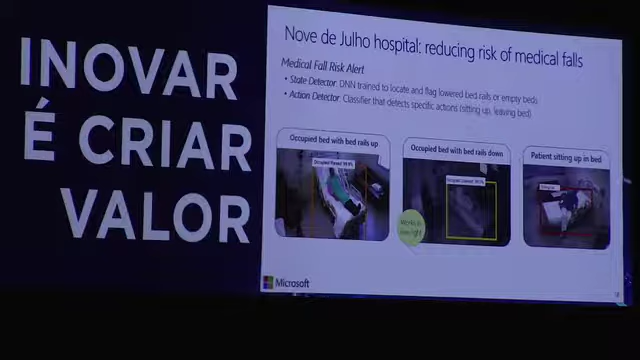 INOVAR
É CRIAR
VALOR
Nove de Julho hospital: reducing risk of medical falls
Medical Fall Risk Alert
• State Detector DNN trained to locate and flag lowered bed rails or empty beds
• Action Detector Classifier that detects specific actions (sitting up, leaving bed)
Occupied bed with bed rails up
Occupied bed with bed rails down
Patient sitting up in bed
Works in
low light
Microsoft